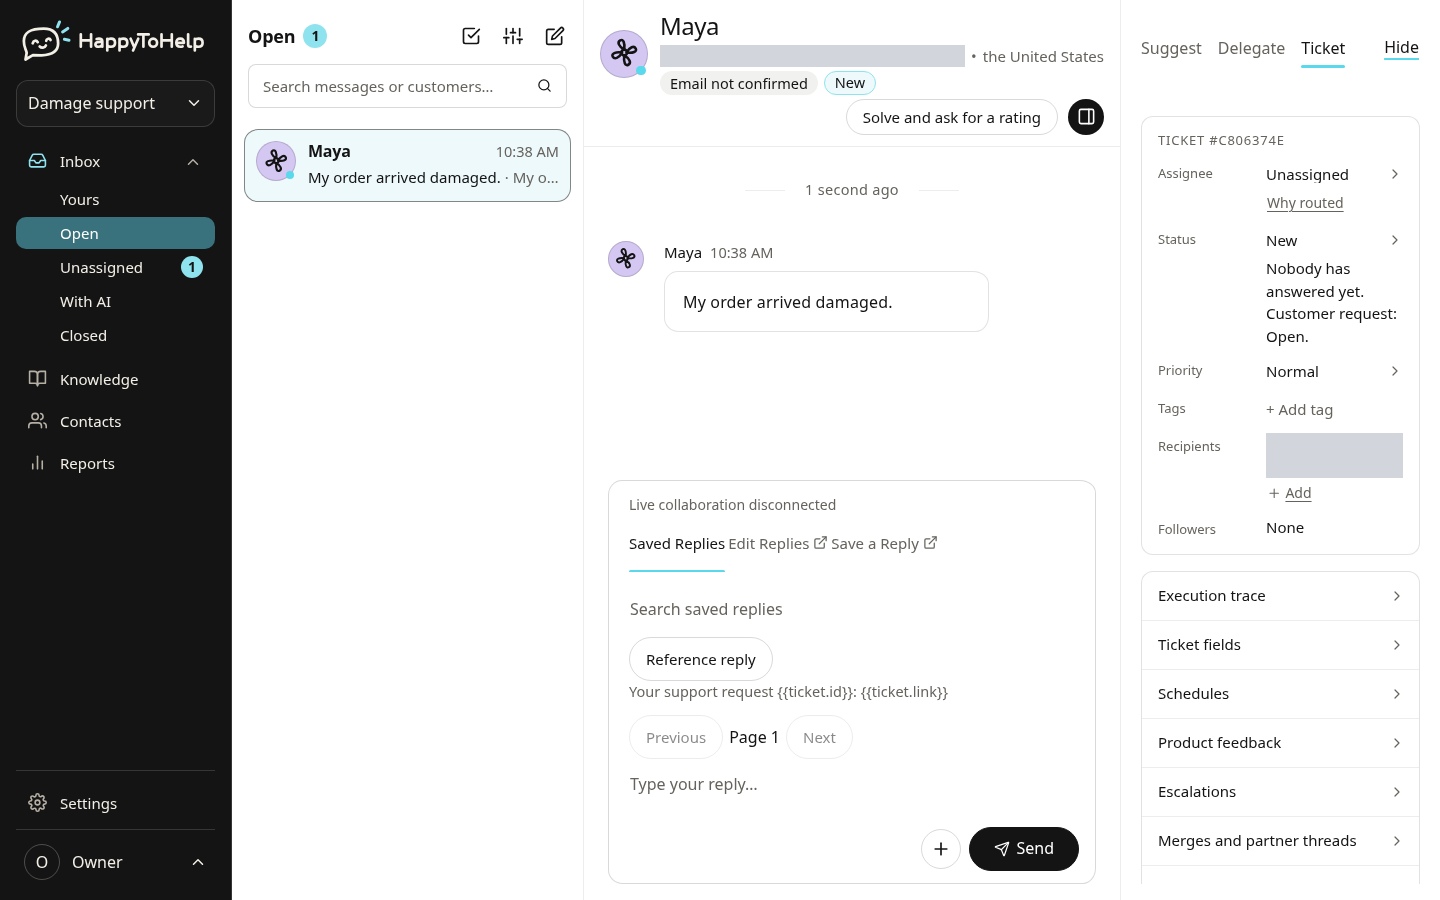 HappyToHelp
Damage support
Inbox
Yours
Open
Unassigned 1
With AI
Closed
Knowledge
Contacts
Reports
Settings
O Owner
Open 1
Search messages or customers...
Maya 10:38 AM
My order arrived damaged. · My o...
Maya
• the United States
Email not confirmed New
Solve and ask for a rating
1 second ago
Maya 10:38 AM
My order arrived damaged.
Live collaboration disconnected
Saved Replies Edit Replies Save a Reply
Search saved replies
Reference reply
Your support request {{ticket.id}}: {{ticket.link}}
Previous Page 1 Next
Type your reply...
Send
Suggest Delegate Ticket Hide
TICKET #C806374E
Assignee Unassigned
Why routed
Status New
Nobody has
answered yet.
Customer request:
Open.
Priority Normal
Tags + Add tag
Recipients
+ Add
Followers None
Execution trace
Ticket fields
Schedules
Product feedback
Escalations
Merges and partner threads